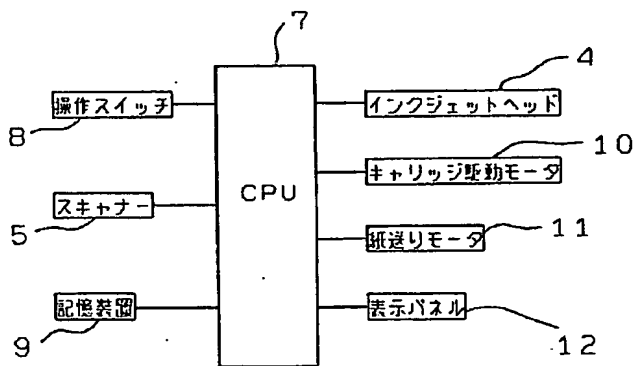 7
操作スイッチ
8
インクジェットヘッド
4
キャリッジ駆動モータ
10
CPU
スキャナー
5
紙送りモータ
11
記憶装置
9
表示パネル
12